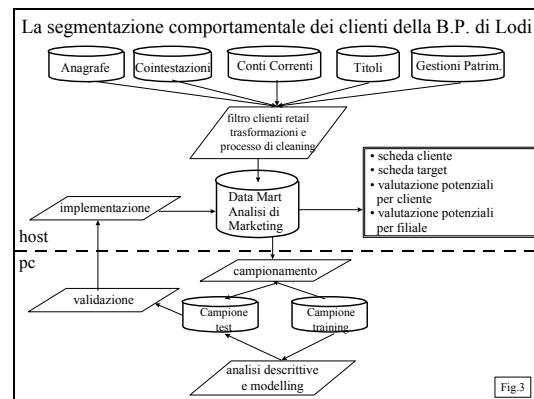 La segmentazione comportamentale dei clienti della B.P. di Lodi
Anagrafe
Cointestazioni
Conti Correnti
Titoli
Gestioni Patrim.
filtro clienti retail
trasformazioni e
processo di cleaning
• scheda cliente
• scheda target
• valutazione potenziali
per cliente
• valutazione potenziali
per filiale
Data Mart
Analisi di
Marketing
implementazione
host
pc
campionamento
validazione
Campione
test
Campione
training
analisi descrittive
e modelling
Fig.3